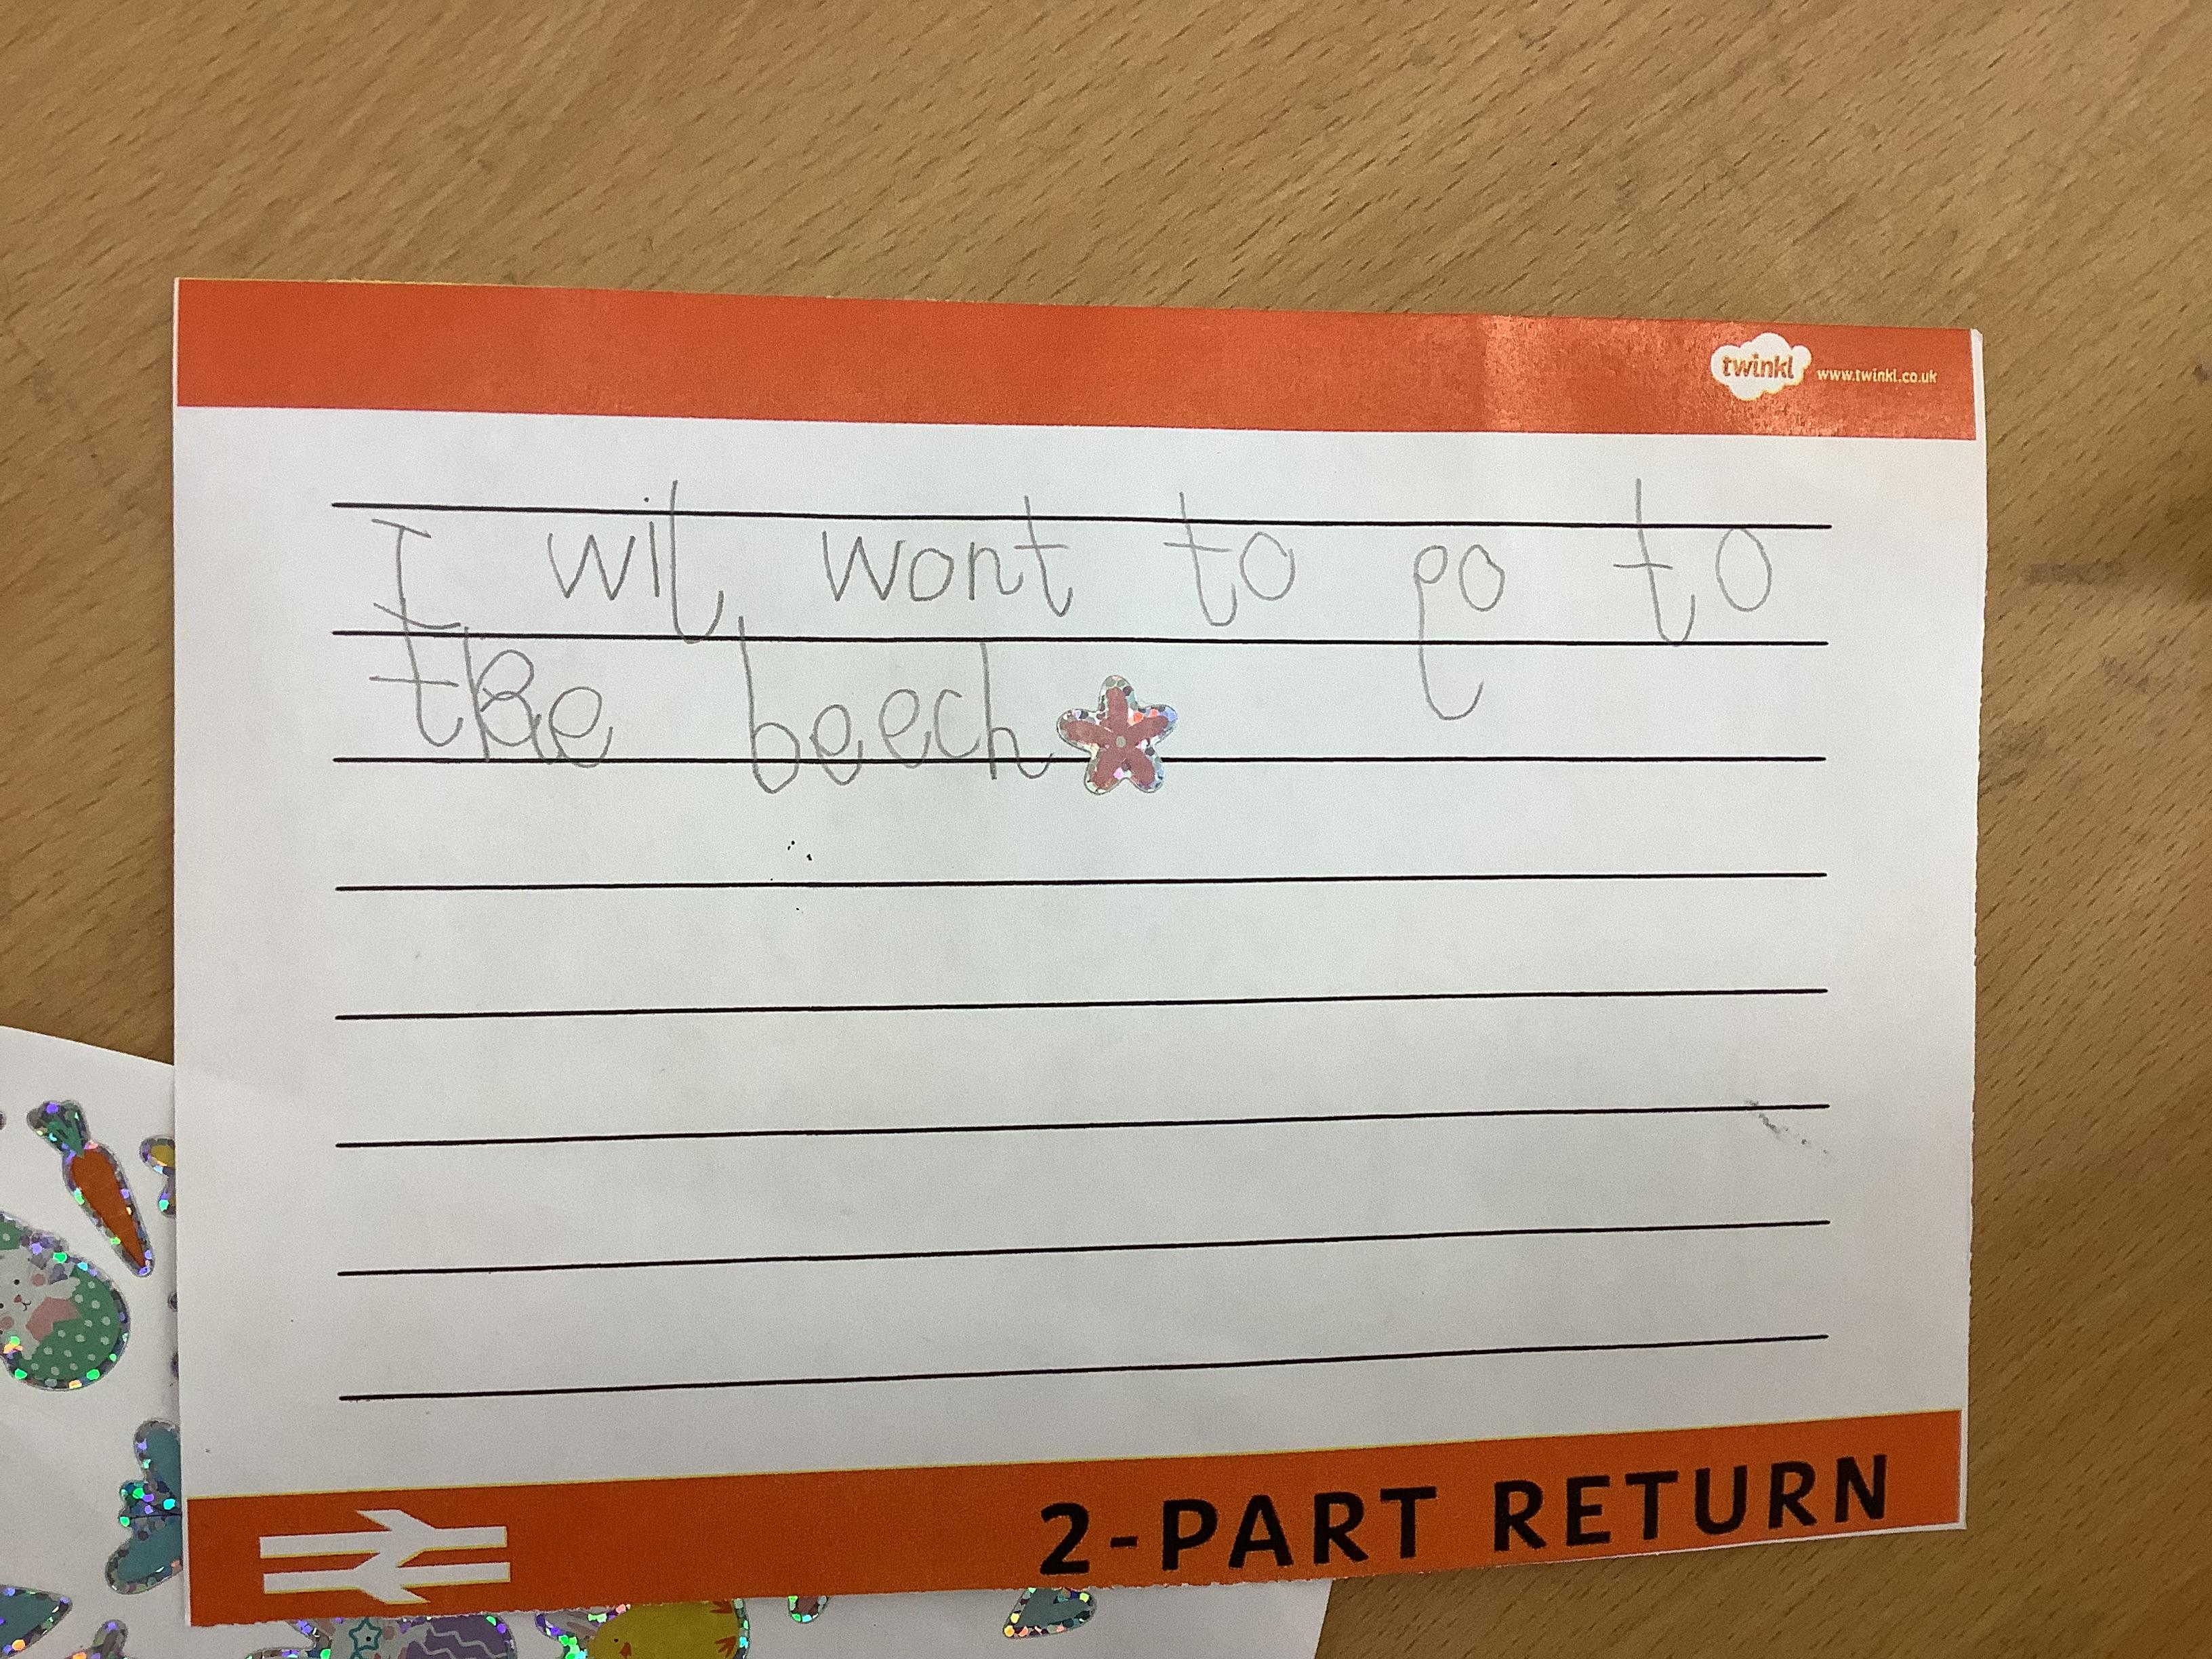 twinkl www.twinkl.co.uk
I wil wont to go to
the beech
2-PART RETURN